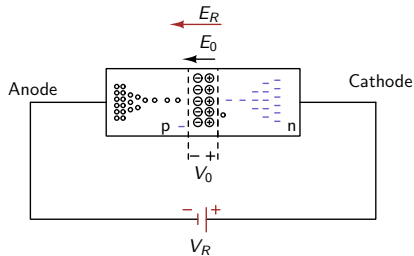 E_R
E_0
Anode
Cathode
p
n
− +
V_0
− +
V_R